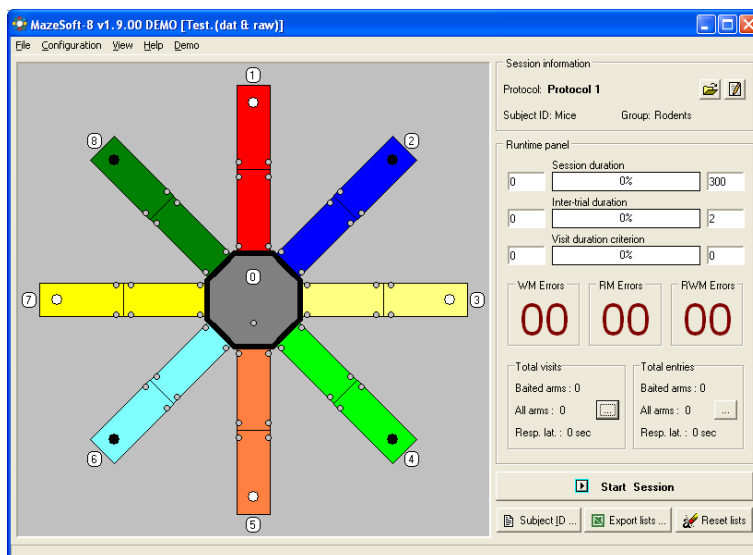 MazeSoft-8 v1.9.00 DEMO [Test.(dat & raw)]
File Configuration View Help Demo
1
8
2
0
7
3
6
4
5
Session information
Protocol: Protocol 1
Subject ID: Mice Group: Rodents
Runtime panel
Session duration
0 0% 300
Inter-trial duration
0 0% 2
Visit duration criterion
0 0% 0
WM Errors RM Errors RWM Errors
00 00 00
Total visits Total entries
Baited arms : 0 Baited arms : 0
All arms : 0 ... All arms : 0 ...
Resp. lat. : 0 sec Resp. lat. : 0 sec
Start Session
Subject ID ... Export lists ... Reset lists